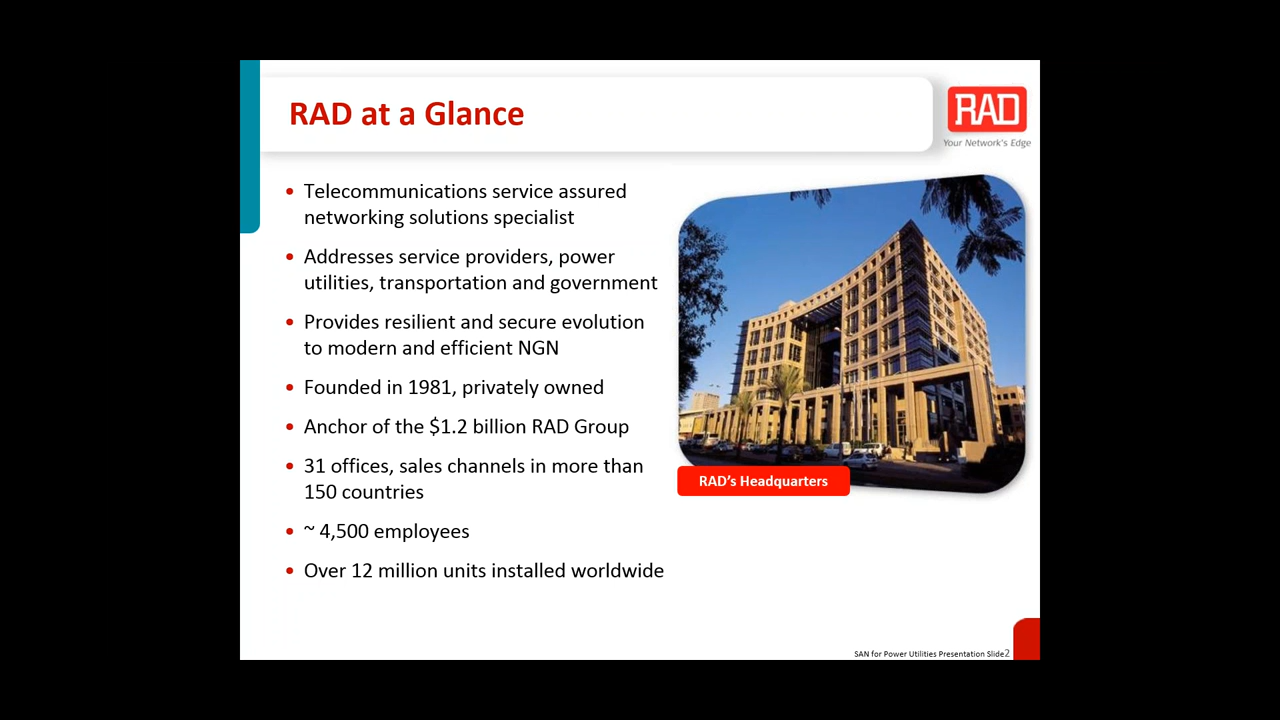 RAD at a Glance
RAD
Your Network's Edge
• Telecommunications service assured
networking solutions specialist
• Addresses service providers, power
utilities, transportation and government
• Provides resilient and secure evolution
to modern and efficient NGN
• Founded in 1981, privately owned
• Anchor of the $1.2 billion RAD Group
• 31 offices, sales channels in more than
150 countries
• ~ 4,500 employees
• Over 12 million units installed worldwide
RAD's Headquarters
SAN for Power Utilities Presentation Slide2